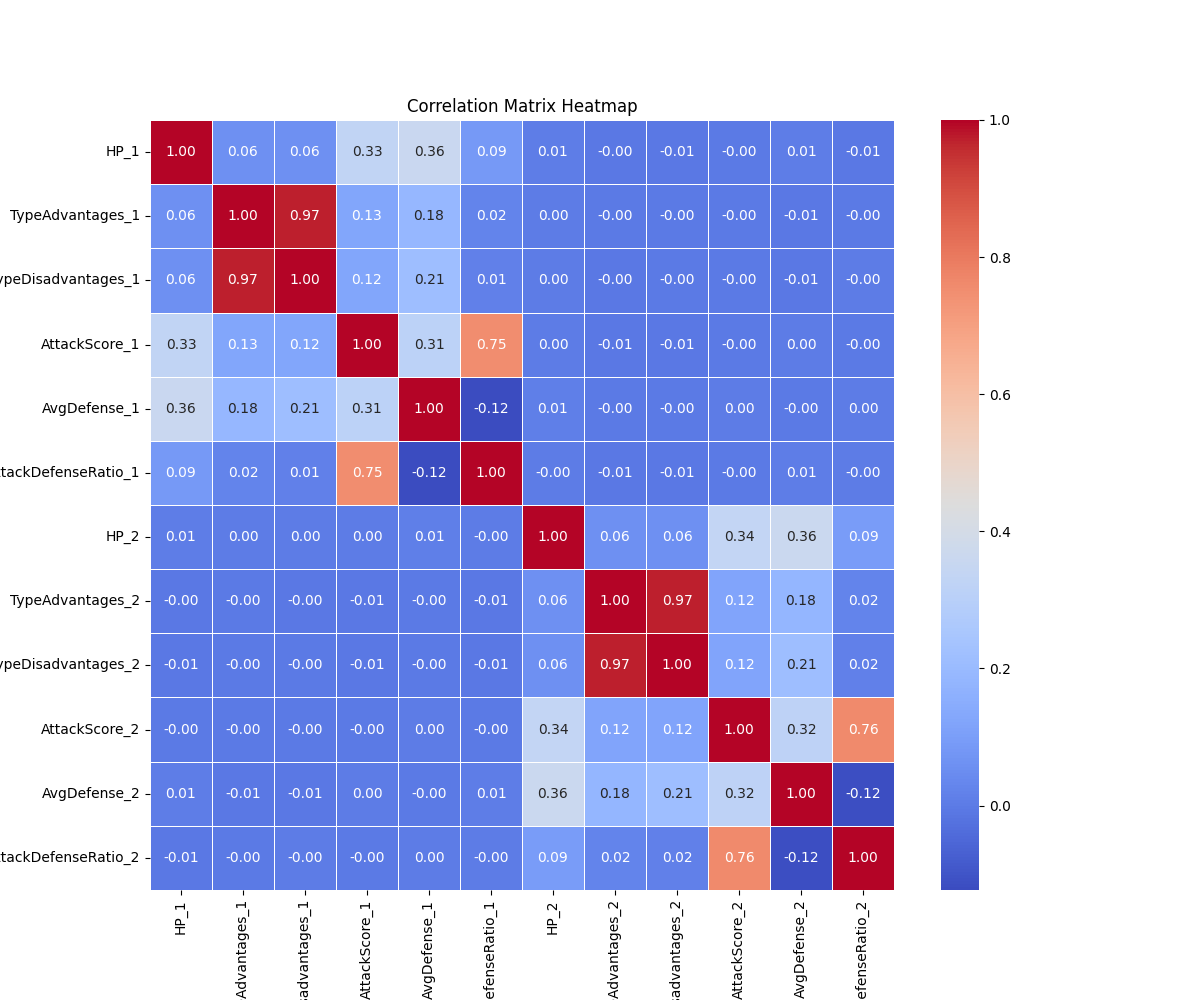 Correlation Matrix Heatmap
HP_1 1.00 0.06 0.06 0.33 0.36 0.09 0.01 -0.00 -0.01 -0.00 0.01 -0.01
TypeAdvantages_1 0.06 1.00 0.97 0.13 0.18 0.02 0.00 -0.00 -0.00 -0.00 -0.01 -0.00
ypeDisadvantages_1 0.06 0.97 1.00 0.12 0.21 0.01 0.00 -0.00 -0.00 -0.00 -0.01 -0.00
AttackScore_1 0.33 0.13 0.12 1.00 0.31 0.75 0.00 -0.01 -0.01 -0.00 0.00 -0.00
AvgDefense_1 0.36 0.18 0.21 0.31 1.00 -0.12 0.01 -0.00 -0.00 0.00 -0.00 0.00
ttackDefenseRatio_1 0.09 0.02 0.01 0.75 -0.12 1.00 -0.00 -0.01 -0.01 -0.00 0.01 -0.00
HP_2 0.01 0.00 0.00 0.00 0.01 -0.00 1.00 0.06 0.06 0.34 0.36 0.09
TypeAdvantages_2 -0.00 -0.00 -0.00 -0.01 -0.00 -0.01 0.06 1.00 0.97 0.12 0.18 0.02
ypeDisadvantages_2 -0.01 -0.00 -0.00 -0.01 -0.00 -0.01 0.06 0.97 1.00 0.12 0.21 0.02
AttackScore_2 -0.00 -0.00 -0.00 -0.00 0.00 -0.00 0.34 0.12 0.12 1.00 0.32 0.76
AvgDefense_2 0.01 -0.01 -0.01 0.00 -0.00 0.01 0.36 0.18 0.21 0.32 1.00 -0.12
ttackDefenseRatio_2 -0.01 -0.00 -0.00 -0.00 0.00 -0.00 0.09 0.02 0.02 0.76 -0.12 1.00
HP_1
Advantages_1
sadvantages_1
AttackScore_1
AvgDefense_1
efenseRatio_1
HP_2
Advantages_2
sadvantages_2
AttackScore_2
AvgDefense_2
efenseRatio_2
1.0
0.8
0.6
0.4
0.2
0.0